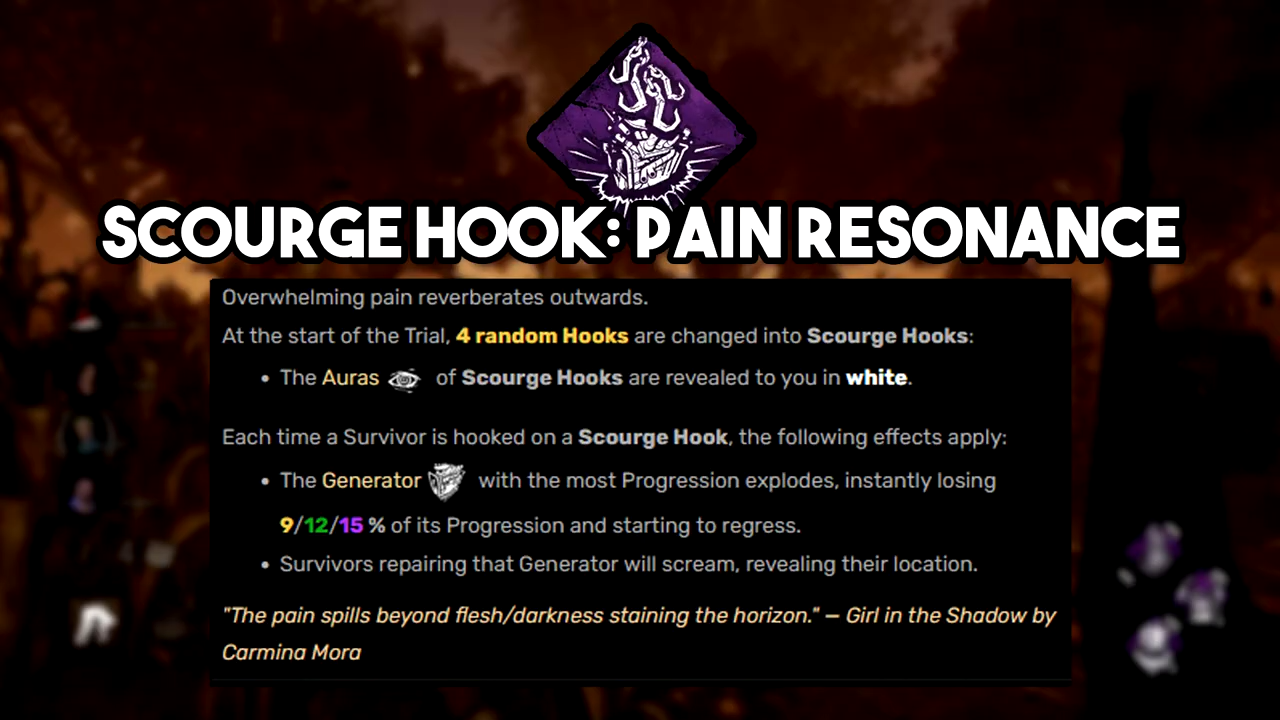 SCOURGE HOOK: PAIN RESONANCE
Overwhelming pain reverberates outwards.
At the start of the Trial, 4 random Hooks are changed into Scourge Hooks:
• The Auras of Scourge Hooks are revealed to you in white.
Each time a Survivor is hooked on a Scourge Hook, the following effects apply:
• The Generator with the most Progression explodes, instantly losing
9/12/15 % of its Progression and starting to regress.
• Survivors repairing that Generator will scream, revealing their location.
"The pain spills beyond flesh/darkness staining the horizon." — Girl in the Shadow by
Carmina Mora